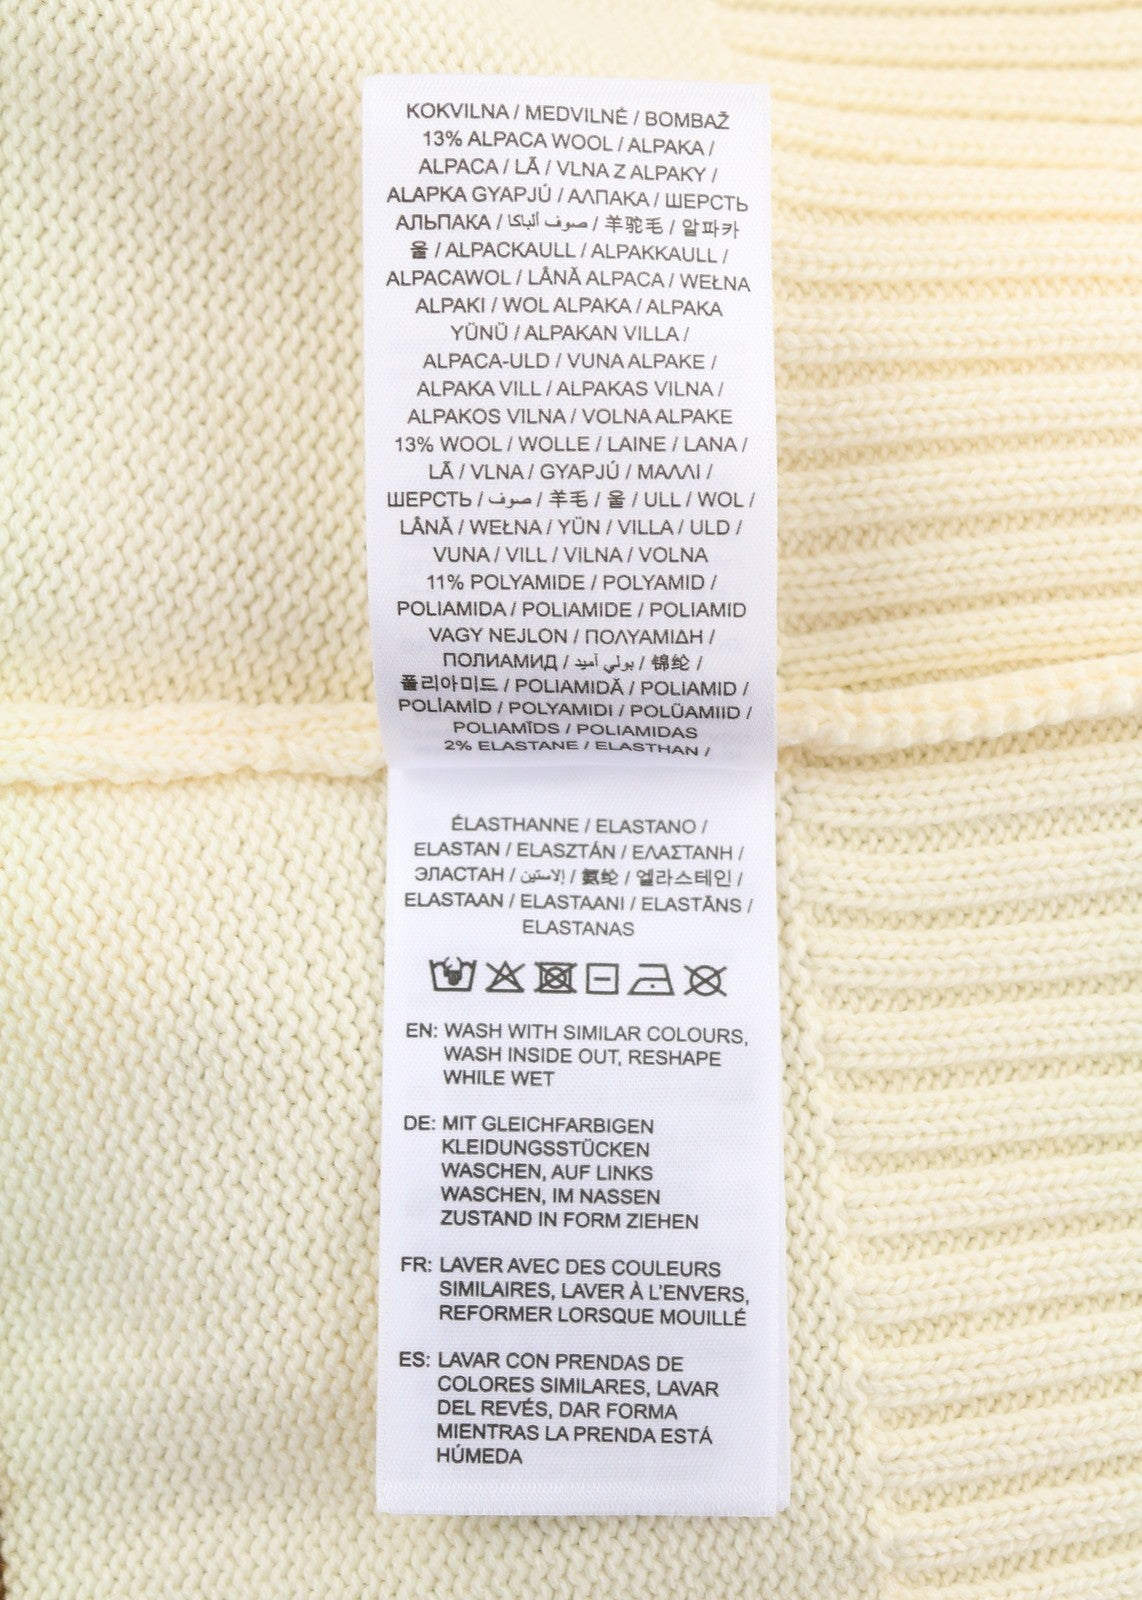 KOKVILNA / MEDVILNĖ / BOMBAŽ
13% ALPACA WOOL / ALPAKA /
ALPACA / LÃ / VLNA Z ALPAKY /
ALAPKA GYAPJÚ / ΑΛΠΑΚΑ / ШЕРСТЬ
АЛЬПАКА / صوف ألباكا / 羊驼毛 / 알파카
울 / ALPACKAULL / ALPAKKAULL /
ALPACAWOL / LÂNĂ ALPACA / WEŁNA
ALPAKI / WOL ALPAKA / ALPAKA
YÜNÜ / ALPAKAN VILLA /
ALPACA-ULD / VUNA ALPAKE /
ALPAKA VILL / ALPAKAS VILNA /
ALPAKOS VILNA / VOLNA ALPAKE
13% WOOL / WOLLE / LAINE / LANA /
LÃ / VLNA / GYAPJÚ / ΜΑΛΛΙ /
ШЕРСТЬ / صوف / 羊毛 / 울 / ULL / WOL /
LÂNĂ / WEŁNA / YÜN / VILLA / ULD /
VUNA / VILL / VILNA / VOLNA
11% POLYAMIDE / POLYAMID /
POLIAMIDA / POLIAMIDE / POLIAMID
VAGY NEJLON / ΠΟΛΥΑΜΙΔΗ /
ПОЛИАМИД / بولي أميد / 锦纶 /
폴리아미드 / POLIAMIDĂ / POLIAMID /
POLİAMİD / POLYAMIDI / POLÜAMIID /
POLIAMĪDS / POLIAMIDAS
2% ELASTANE / ELASTHAN /
ÉLASTHANNE / ELASTANO /
ELASTAN / ELASZTÁN / ΕΛΑΣΤΑΝΗ /
ЭЛАСТАН / إلاستين / 氨纶 / 엘라스테인 /
ELASTAAN / ELASTAANI / ELASTĀNS /
ELASTANAS
EN: WASH WITH SIMILAR COLOURS,
WASH INSIDE OUT, RESHAPE
WHILE WET
DE: MIT GLEICHFARBIGEN
KLEIDUNGSSTÜCKEN
WASCHEN, AUF LINKS
WASCHEN, IM NASSEN
ZUSTAND IN FORM ZIEHEN
FR: LAVER AVEC DES COULEURS
SIMILAIRES, LAVER À L'ENVERS,
REFORMER LORSQUE MOUILLÉ
ES: LAVAR CON PRENDAS DE
COLORES SIMILARES, LAVAR
DEL REVÉS, DAR FORMA
MIENTRAS LA PRENDA ESTÁ
HÚMEDA